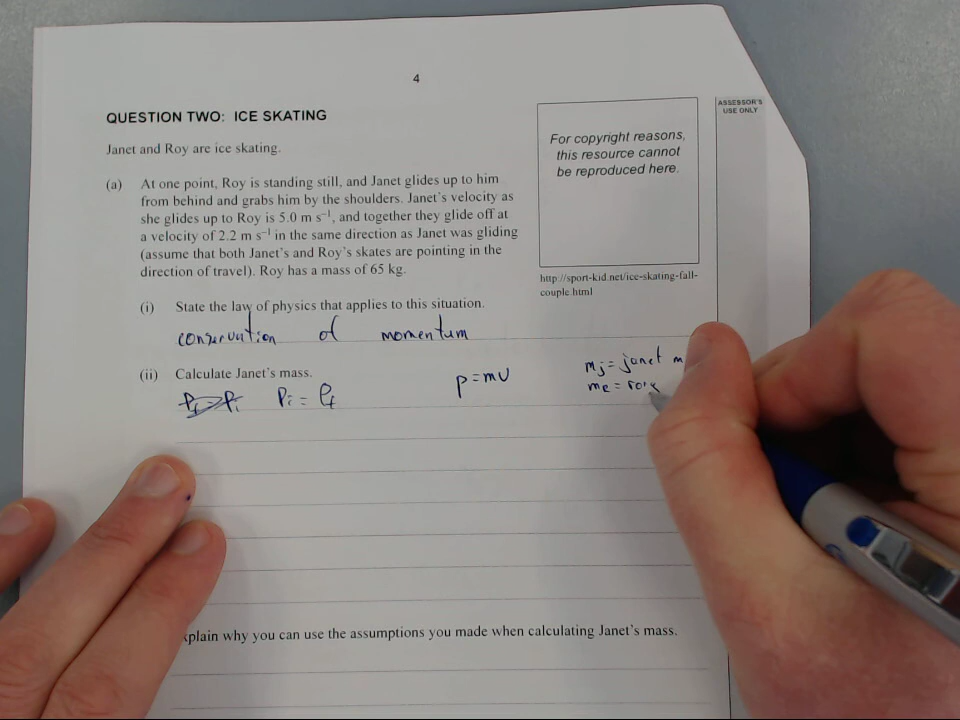 4
ASSESSOR'S
USE ONLY
QUESTION TWO: ICE SKATING
Janet and Roy are ice skating.
(a) At one point, Roy is standing still, and Janet glides up to him
from behind and grabs him by the shoulders. Janet's velocity as
she glides up to Roy is 5.0 m s⁻¹, and together they glide off at
a velocity of 2.2 m s⁻¹ in the same direction as Janet was gliding
(assume that both Janet's and Roy's skates are pointing in the
direction of travel). Roy has a mass of 65 kg.
For copyright reasons,
this resource cannot
be reproduced here.
http://sport-kid.net/ice-skating-fall-
couple.html
(i) State the law of physics that applies to this situation.
conservation of momentum
(ii) Calculate Janet's mass.
Pi = Pf
p = mv
mJ = janet m
mR = roy
xplain why you can use the assumptions you made when calculating Janet's mass.